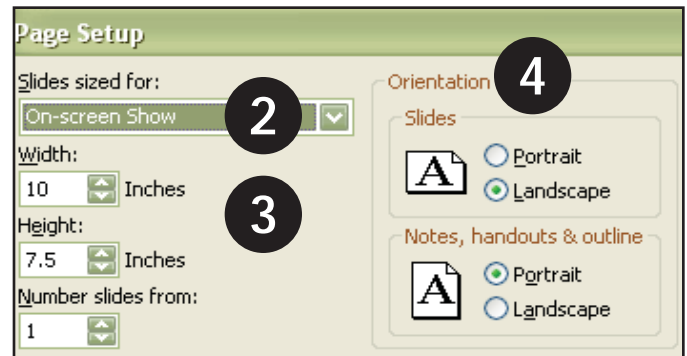 Page Setup
Slides sized for:
On-screen Show
2
Width:
10 Inches
3
Height:
7.5 Inches
Number slides from:
1
Orientation
4
Slides
A
Portrait
Landscape
Notes, handouts & outline
A
Portrait
Landscape